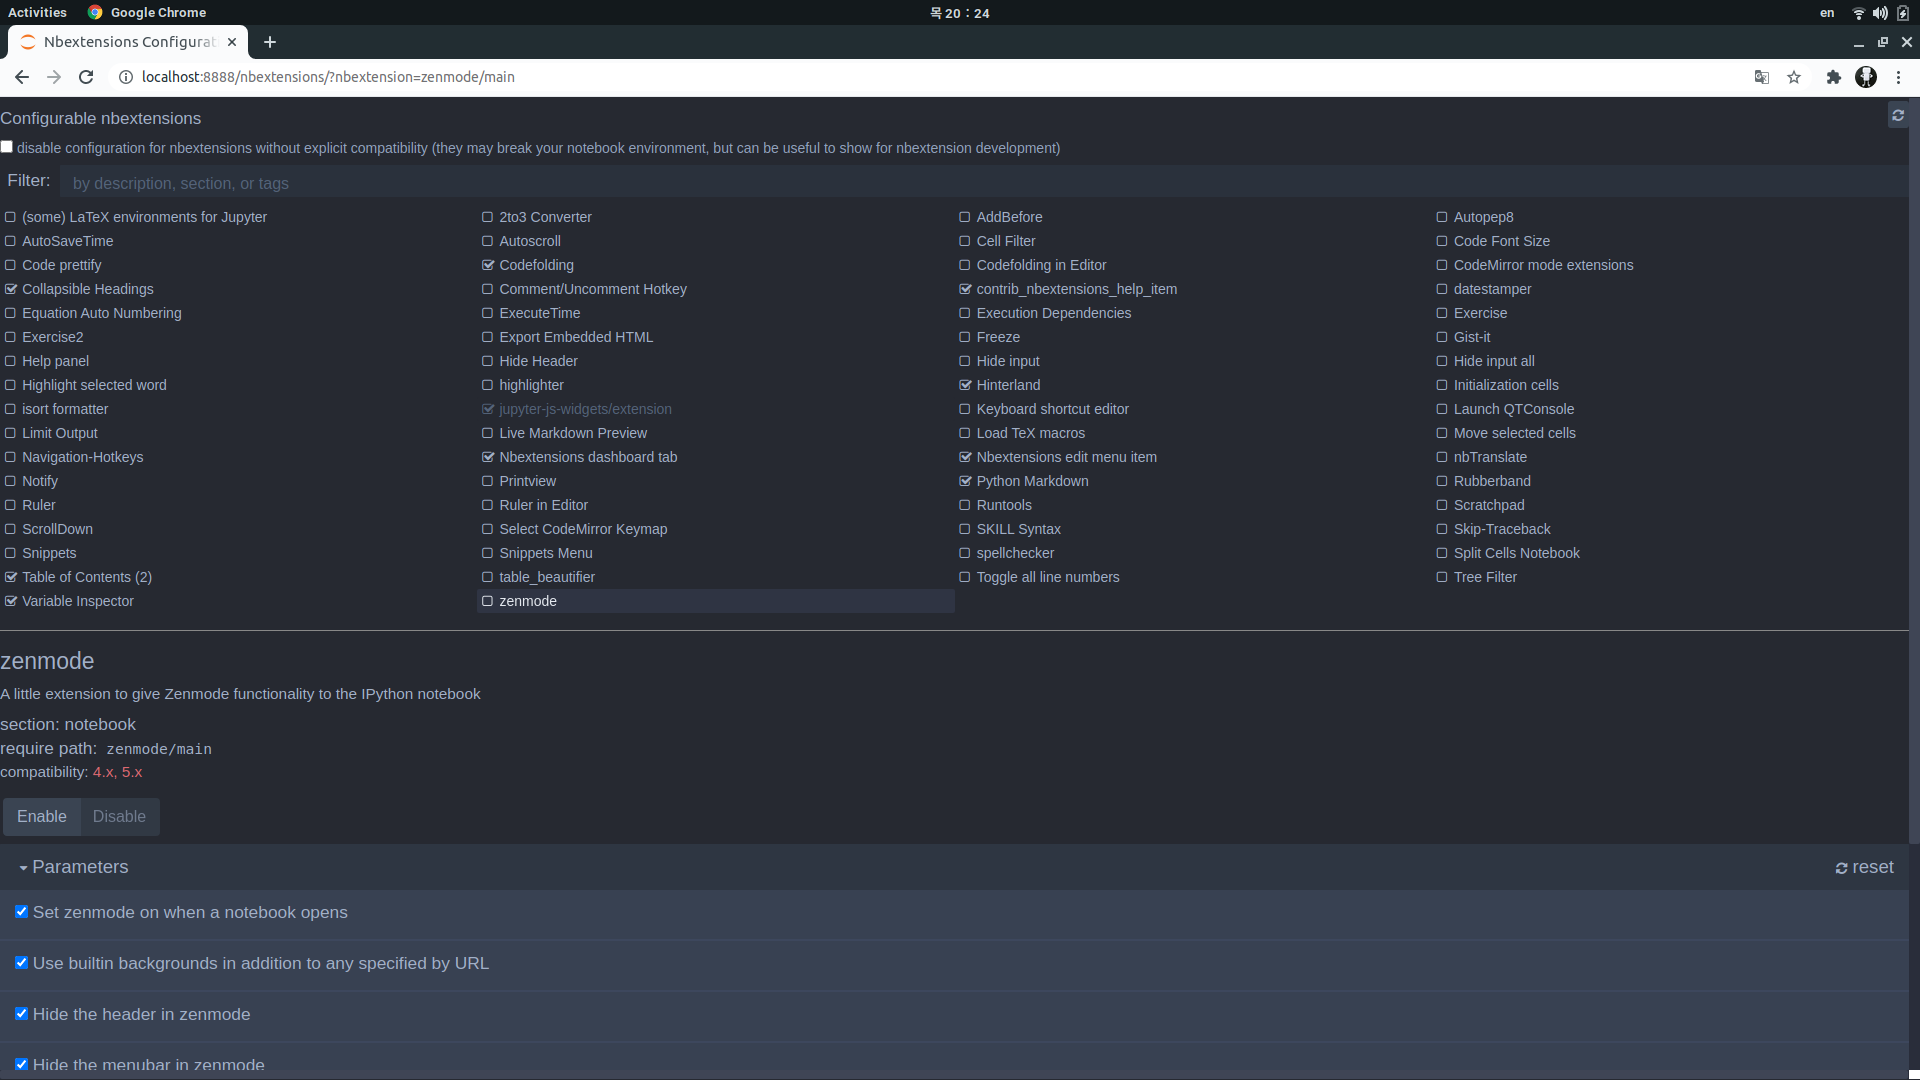 Activities Google Chrome 목 20 : 24 en
Nbextensions Configurat
localhost:8888/nbextensions/?nbextension=zenmode/main
Configurable nbextensions
disable configuration for nbextensions without explicit compatibility (they may break your notebook environment, but can be useful to show for nbextension development)
Filter: by description, section, or tags
(some) LaTeX environments for Jupyter 2to3 Converter AddBefore Autopep8
AutoSaveTime Autoscroll Cell Filter Code Font Size
Code prettify Codefolding Codefolding in Editor CodeMirror mode extensions
Collapsible Headings Comment/Uncomment Hotkey contrib_nbextensions_help_item datestamper
Equation Auto Numbering ExecuteTime Execution Dependencies Exercise
Exercise2 Export Embedded HTML Freeze Gist-it
Help panel Hide Header Hide input Hide input all
Highlight selected word highlighter Hinterland Initialization cells
isort formatter jupyter-js-widgets/extension Keyboard shortcut editor Launch QTConsole
Limit Output Live Markdown Preview Load TeX macros Move selected cells
Navigation-Hotkeys Nbextensions dashboard tab Nbextensions edit menu item nbTranslate
Notify Printview Python Markdown Rubberband
Ruler Ruler in Editor Runtools Scratchpad
ScrollDown Select CodeMirror Keymap SKILL Syntax Skip-Traceback
Snippets Snippets Menu spellchecker Split Cells Notebook
Table of Contents (2) table_beautifier Toggle all line numbers Tree Filter
Variable Inspector zenmode
zenmode
A little extension to give Zenmode functionality to the IPython notebook
section: notebook
require path: zenmode/main
compatibility: 4.x, 5.x
Enable Disable
Parameters reset
Set zenmode on when a notebook opens
Use builtin backgrounds in addition to any specified by URL
Hide the header in zenmode
Hide the menubar in zenmode